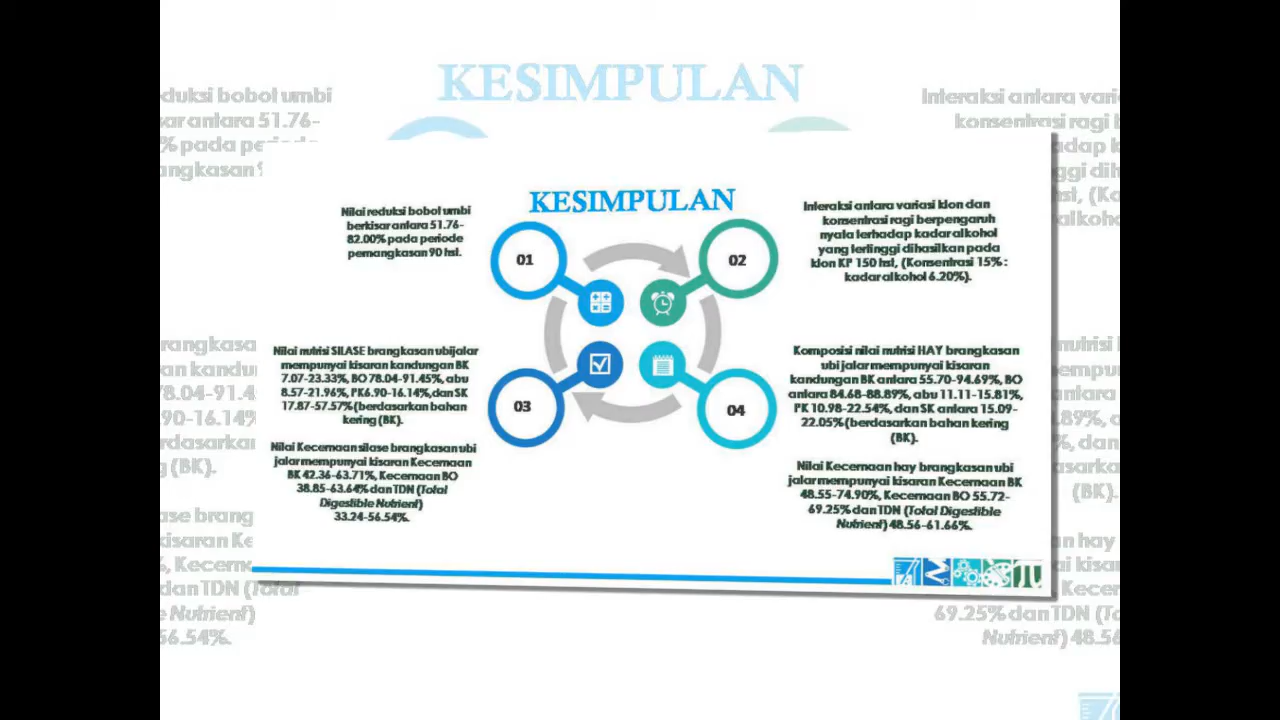 KESIMPULAN
Nilai reduksi bobot umbi
berkisar antara 51.76-
82.00% pada periode
pemangkasan 90 hst.
01
02
Interaksi antara variasi klon dan
konsentrasi ragi berpengaruh
nyata terhadap kadar alkohol
yang tertinggi dihasilkan pada
klon KP 150 hst, (Konsentrasi 15% :
kadar alkohol 6.20%).
Nilai nutrisi SILASE brangkasan ubijalar
mempunyai kisaran kandungan BK
7.07-23.33%, BO 78.04-91.45%, abu
8.57-21.96%, PK6.90-16.14%,dan SK
17.87-57.57% (berdasarkan bahan
kering (BK).
Nilai Kecernaan silase brangkasan ubi
jalar mempunyai kisaran Kecernaan
BK 42.36-63.71%, Kecernaan BO
38.85-63.64% dan TDN (Total
Digestible Nutrient)
33.24-56.54%.
03
04
Komposisi nilai nutrisi HAY brangkasan
ubi jalar mempunyai kisaran
kandungan BK antara 55.70-94.69%, BO
antara 84.68-88.89%, abu 11.11-15.81%,
PK 10.98-22.54%, dan SK antara 15.09-
22.05% (berdasarkan bahan kering
(BK).
Nilai Kecernaan hay brangkasan ubi
jalar mempunyai kisaran Kecernaan BK
48.55-74.90%, Kecernaan BO 55.72-
69.25% dan TDN (Total Digestible
Nutrient) 48.56-61.66%.